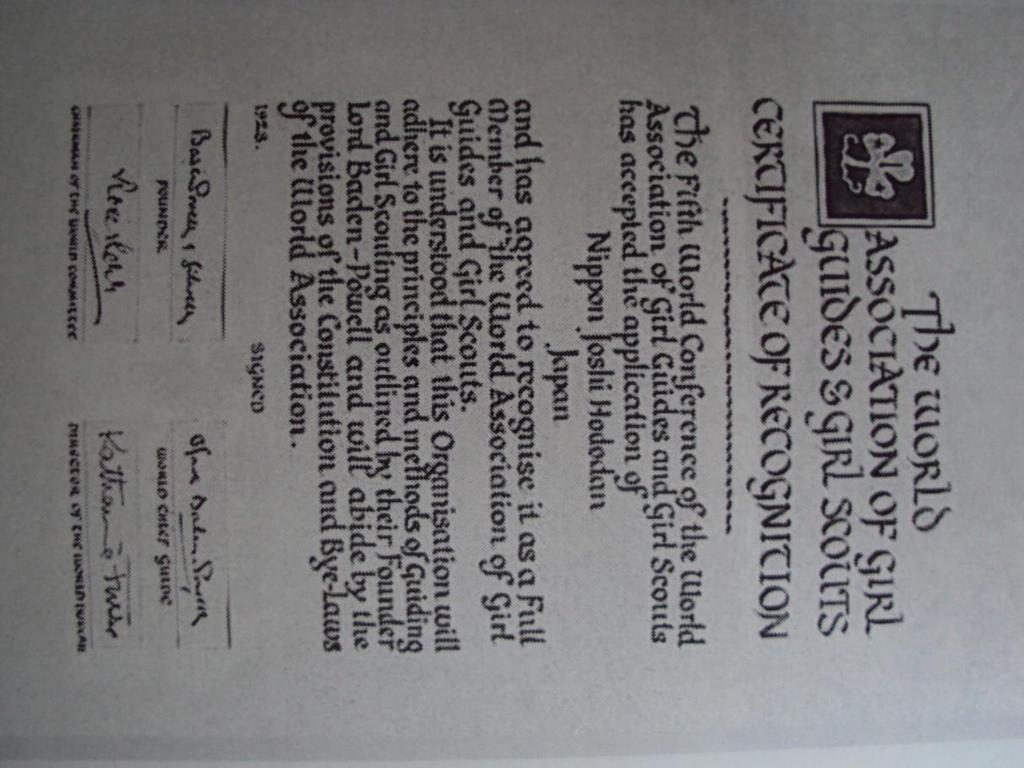 The World
Association of Girl
Guides & Girl Scouts
Certificate of Recognition
The Fifth World Conference of the World
Association of Girl Guides and Girl Scouts
has accepted the application of
Nippon Joshi Hodōdan
Japan
and has agreed to recognise it as a Full
Member of the World Association of Girl
Guides and Girl Scouts.
It is understood that this Organisation will
adhere to the principles and methods of Guiding
and Girl Scouting as outlined by their Founder
Lord Baden-Powell and will abide by the
provisions of the Constitution and Bye-Laws
of the World Association.
1928. SIGNED
FOUNDER WORLD CHIEF GUIDE
CHAIRMAN OF THE WORLD COMMITTEE DIRECTOR OF THE WORLD BUREAU